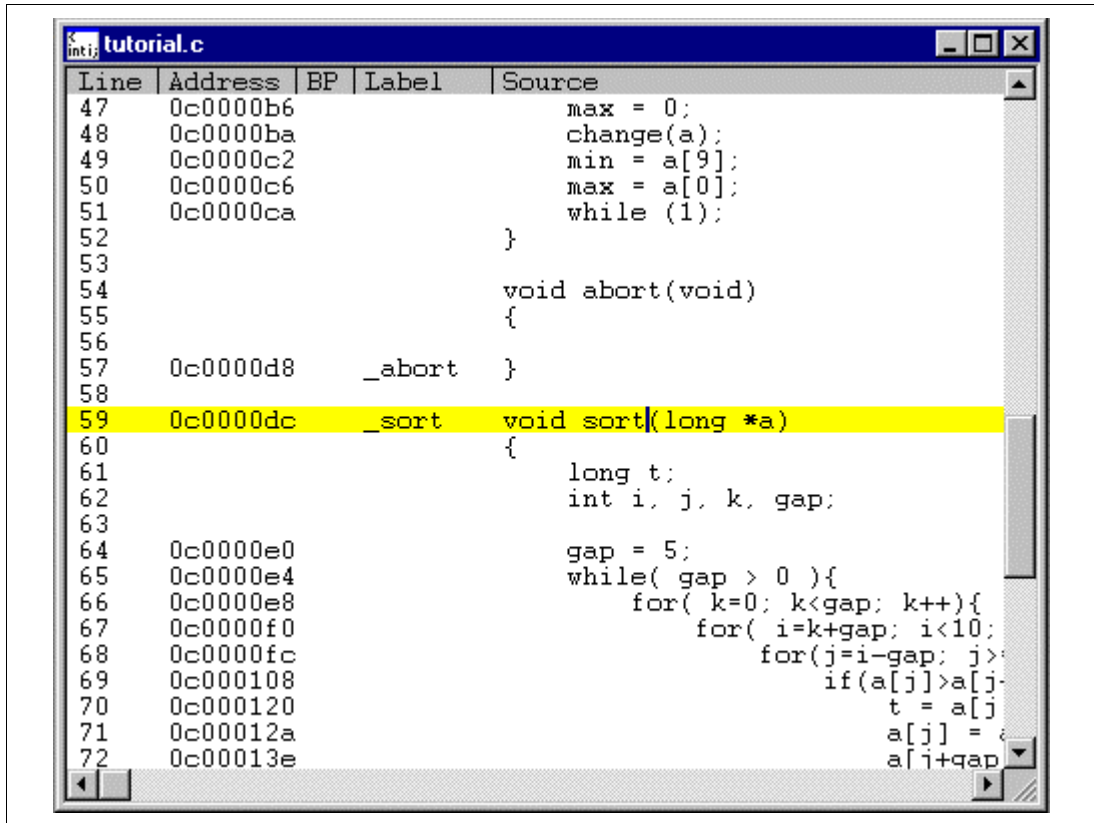 tutorial.c
Line Address BP Label Source
47 0c0000b6 max = 0;
48 0c0000ba change(a);
49 0c0000c2 min = a[9];
50 0c0000c6 max = a[0];
51 0c0000ca while (1);
52 }
53
54 void abort(void)
55 {
56
57 0c0000d8 _abort }
58
59 0c0000dc _sort void sort(long *a)
60 {
61 long t;
62 int i, j, k, gap;
63
64 0c0000e0 gap = 5;
65 0c0000e4 while( gap > 0 ){
66 0c0000e8 for( k=0; k<gap; k++){
67 0c0000f0 for( i=k+gap; i<10;
68 0c0000fc for(j=i-gap; j>
69 0c000108 if(a[j]>a[j
70 0c000120 t = a[j
71 0c00012a a[j] =
72 0c00013e a[j+gap